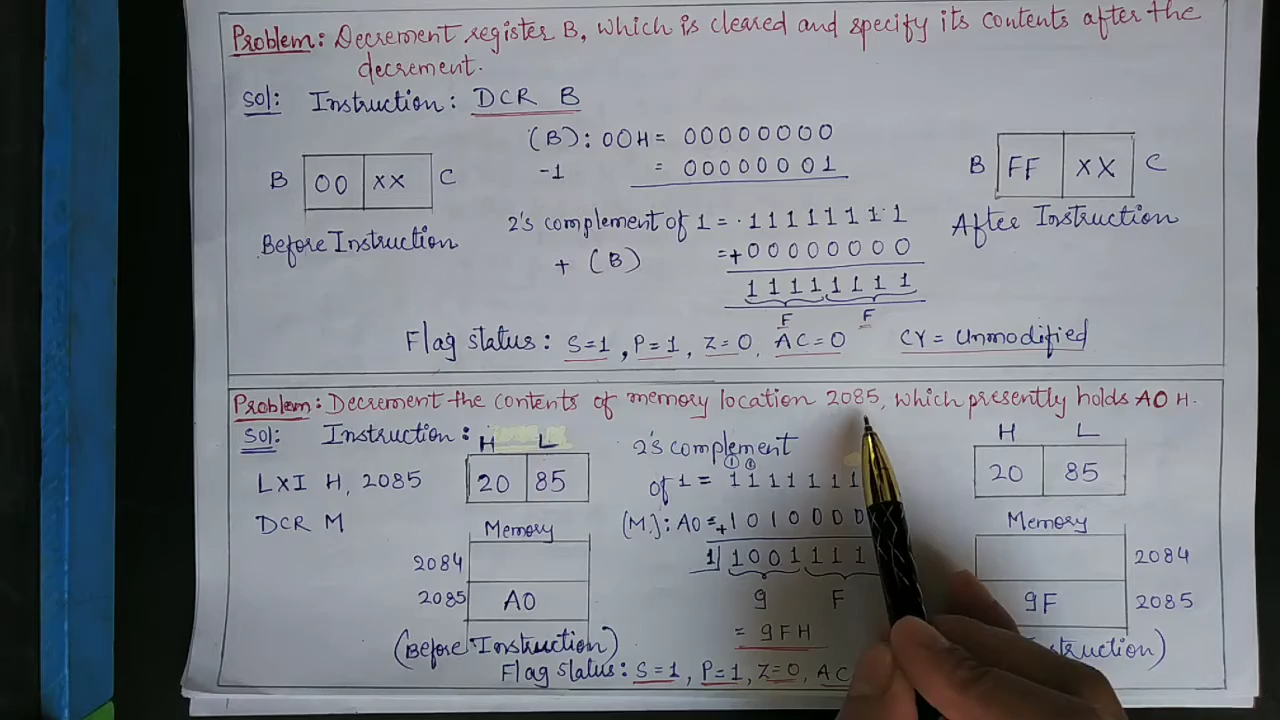 Problem: Decrement register B, which is cleared and specify its contents after the
decrement.
Sol: Instruction: DCR B
(B): 00H = 00000000
-1 = 00000001
B 00 XX C
B FF XX C
2's complement of 1 = 11111111
+ (B) =+00000000
11111111
F F
Before Instruction
After Instruction
Flag status: S=1, P=1, Z=0, AC=0 CY = Unmodified
Problem: Decrement the contents of memory location 2085, which presently holds A0 H.
Sol: Instruction:
LXI H, 2085
DCR M
H L
20 85
Memory
2084
2085 A0
(Before Instruction)
2's complement
of 1 = 1111111
(M): A0 =+1010000
1 1001111
9 F
= 9FH
H L
20 85
Memory
2084
9F 2085
struction)
Flag status: S=1, P=1, Z=0, AC